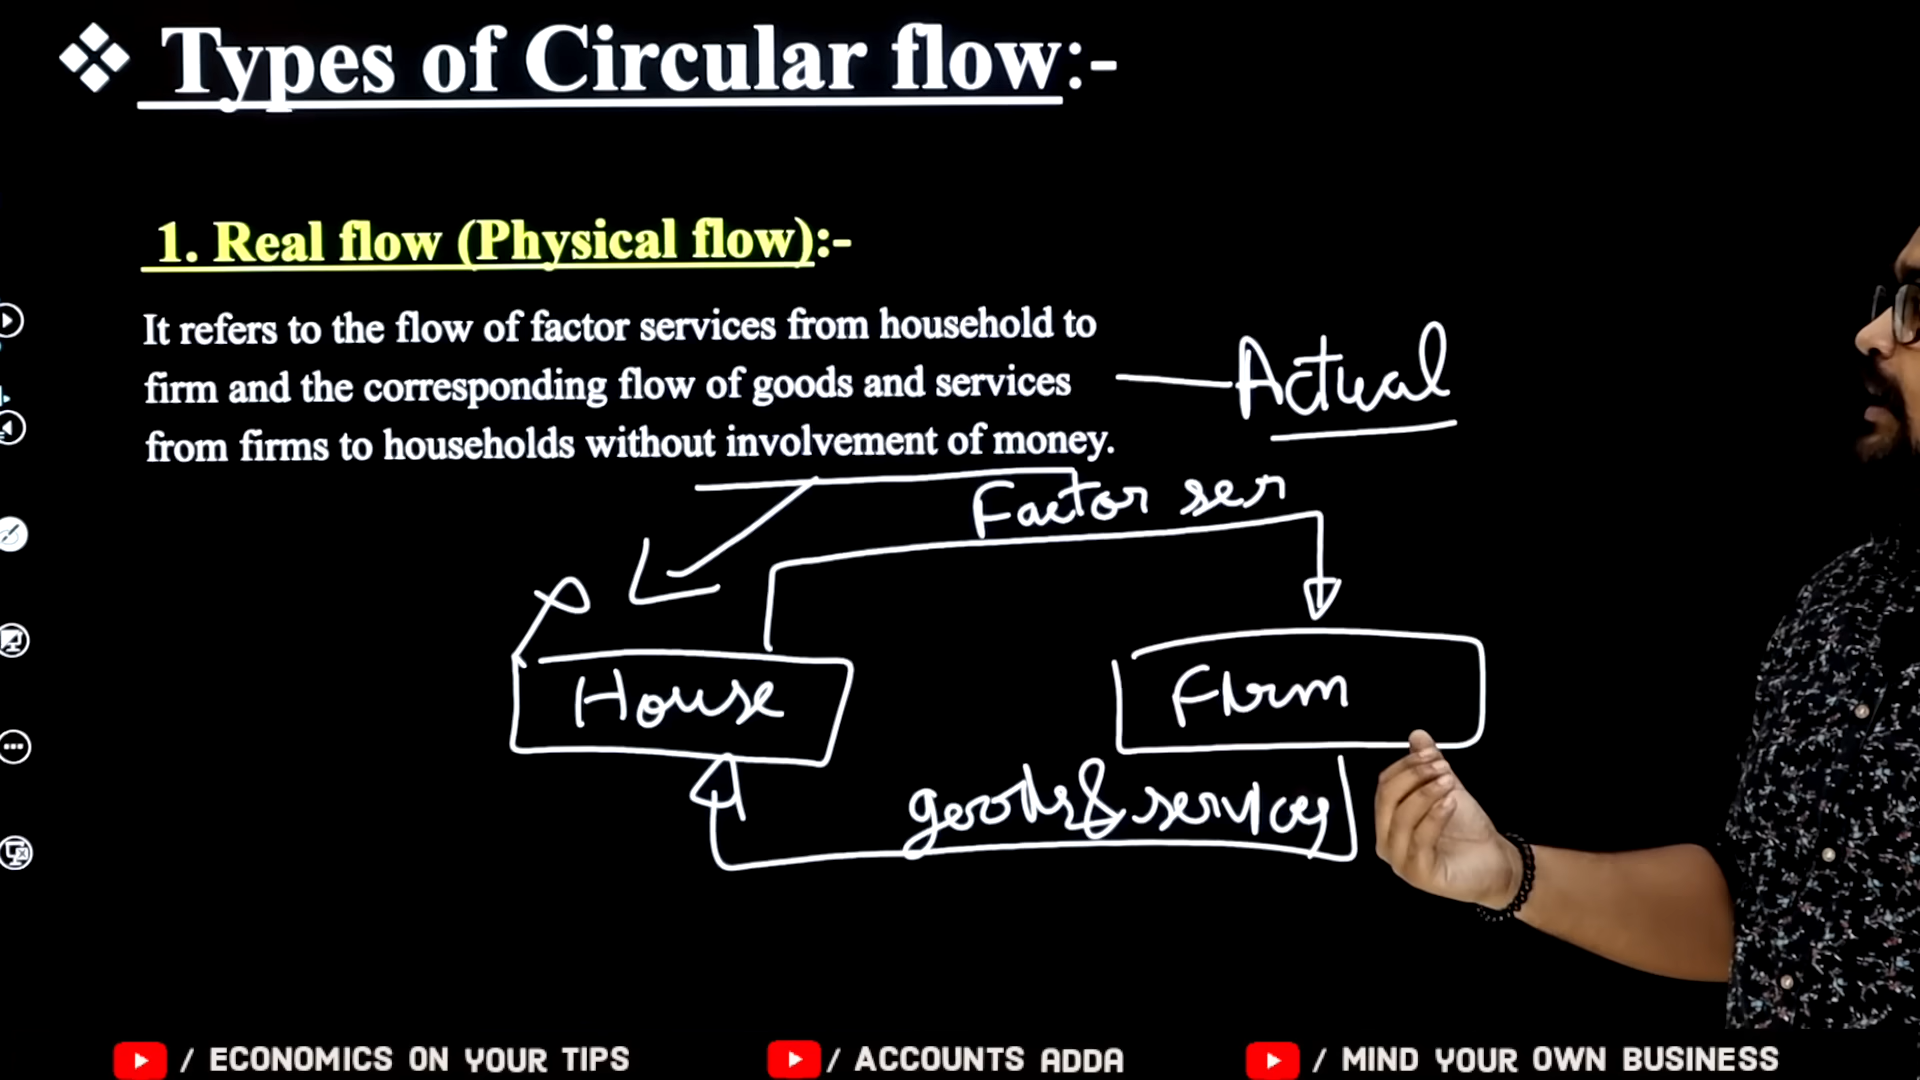 ❖ Types of Circular flow:-
1. Real flow (Physical flow):-
It refers to the flow of factor services from household to
firm and the corresponding flow of goods and services
from firms to households without involvement of money.
Actual
Factor ser
House
Firm
goods & services
/ ECONOMICS ON YOUR TIPS
/ ACCOUNTS ADDA
/ MIND YOUR OWN BUSINESS